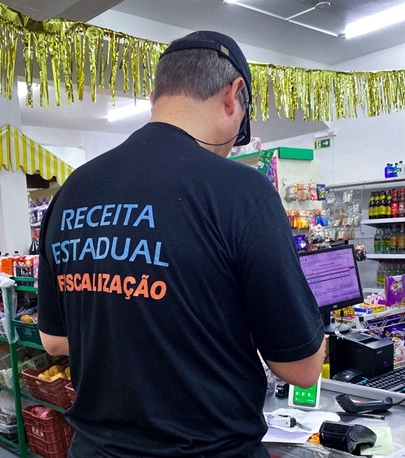 RECEITA
ESTADUAL
FISCALIZAÇÃO